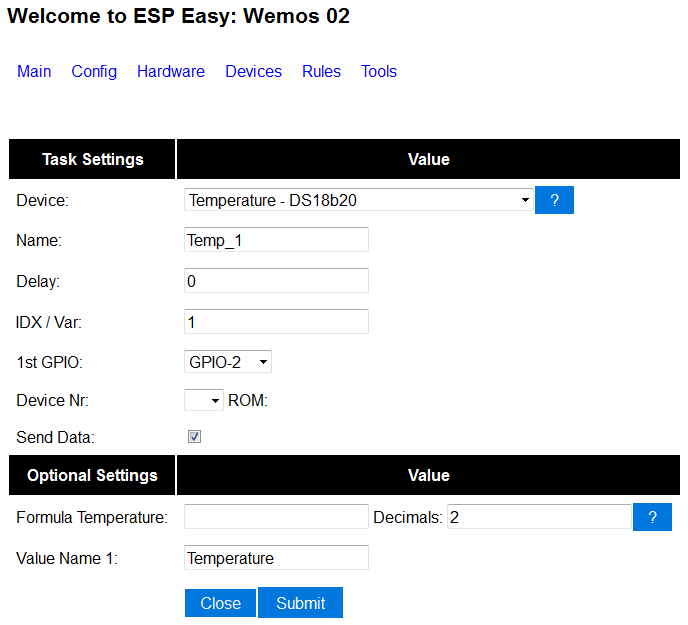 Welcome to ESP Easy: Wemos 02
Main Config Hardware Devices Rules Tools
Task Settings Value
Device: Temperature - DS18b20 ?
Name: Temp_1
Delay: 0
IDX / Var: 1
1st GPIO: GPIO-2
Device Nr: ROM:
Send Data:
Optional Settings Value
Formula Temperature: Decimals: 2 ?
Value Name 1: Temperature
Close Submit